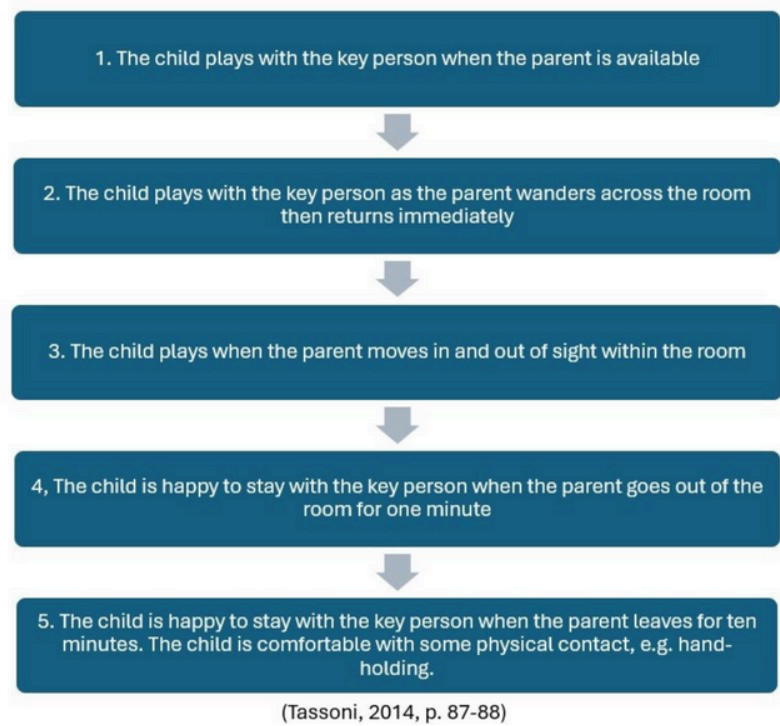 1. The child plays with the key person when the parent is available
2. The child plays with the key person as the parent wanders across the room
then returns immediately
3. The child plays when the parent moves in and out of sight within the room
4, The child is happy to stay with the key person when the parent goes out of the
room for one minute
5. The child is happy to stay with the key person when the parent leaves for ten
minutes. The child is comfortable with some physical contact, e.g. hand-
holding.
(Tassoni, 2014, p. 87-88)